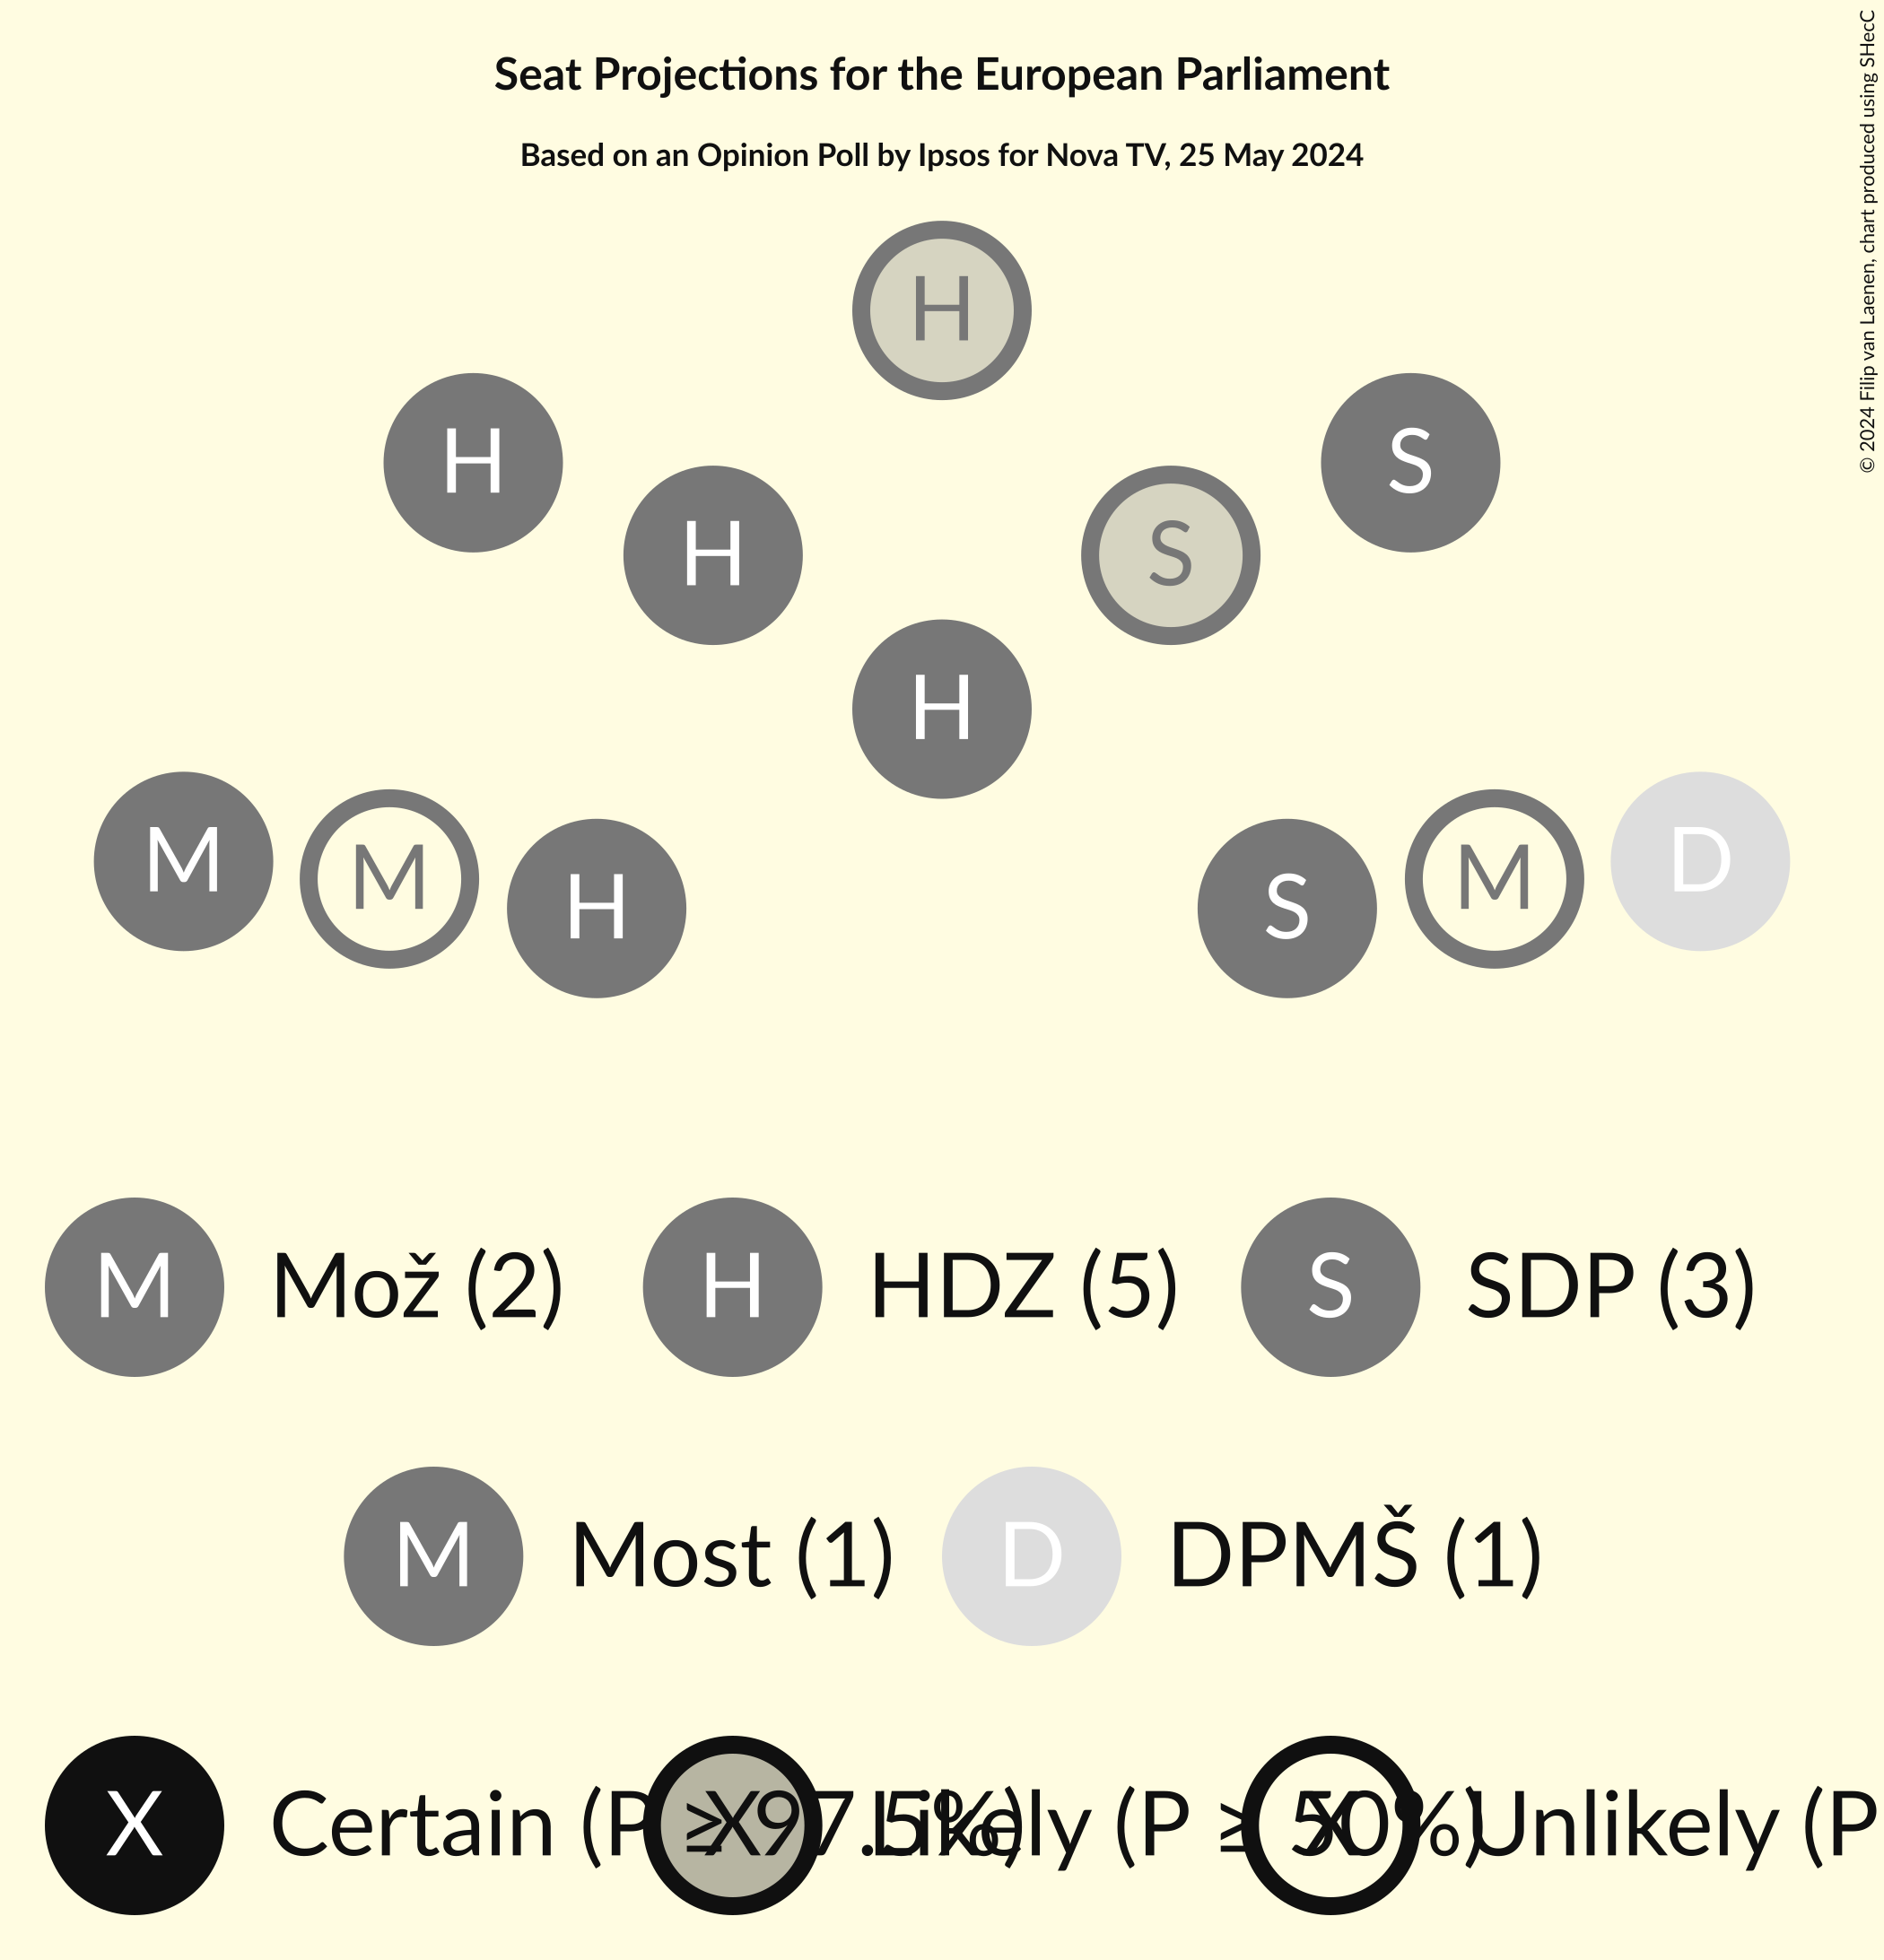 Seat Projections for the European Parliament
Based on an Opinion Poll by Ipsos for Nova TV, 25 May 2024
© 2024 Filip van Laenen, chart produced using SHecC
H
H
S
H
S
H
M
M
H
S
M
D
M Mož (2) H HDZ (5) S SDP (3)
M Most (1) D DPMŠ (1)
X Certain (P ≥ 97.5%) X Likely (P ≥ 50%) X Unlikely (P